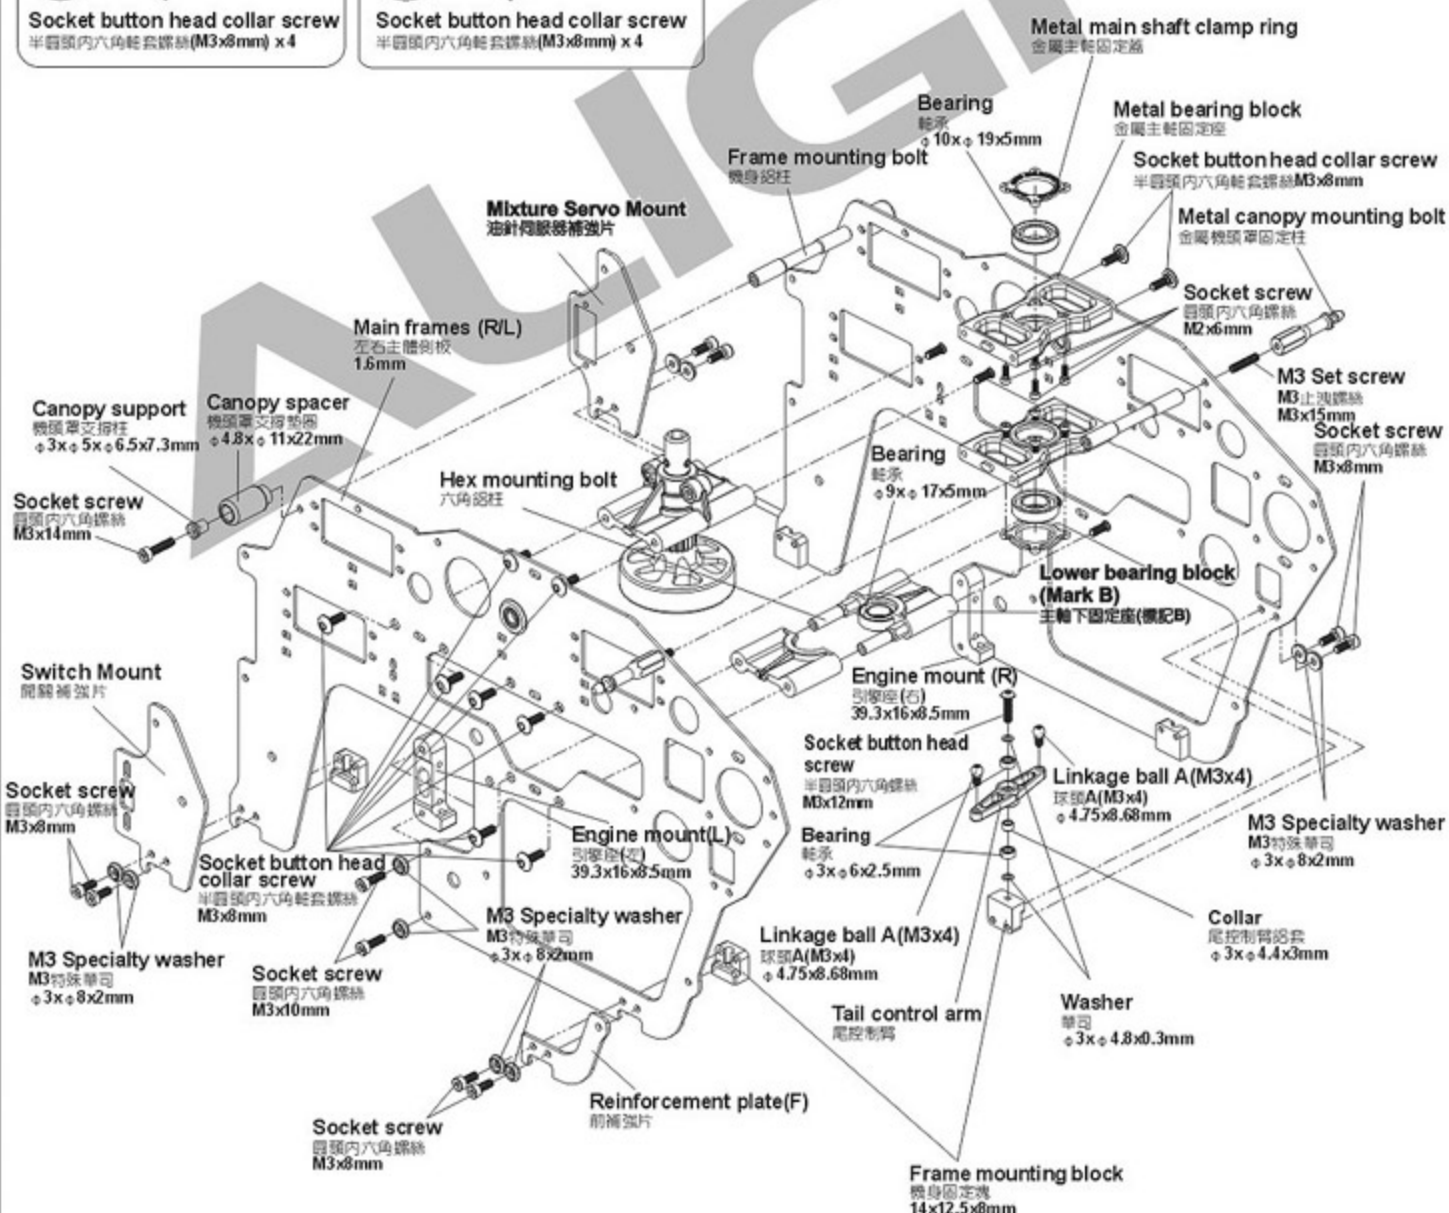 Socket button head collar screw
半圓頭內六角軸套螺絲(M3x8mm) x 4
Socket button head collar screw
半圓頭內六角軸套螺絲(M3x8mm) x 4
ALIGN
Metal main shaft clamp ring
金屬主軸固定蓋
Bearing
軸承
φ10xφ19x5mm
Metal bearing block
金屬主軸固定座
Frame mounting bolt
機身鋁柱
Socket button head collar screw
半圓頭內六角軸套螺絲M3x8mm
Mixture Servo Mount
油針伺服器補強片
Metal canopy mounting bolt
金屬機頭罩固定柱
Socket screw
圓頭內六角螺絲
M2x6mm
Main frames (R/L)
左右主體側板
1.6mm
M3 Set screw
M3止洩螺絲
M3x15mm
Canopy support
機頭罩支撐柱
φ3xφ5xφ6.5x7.3mm
Canopy spacer
機頭罩支撐墊圈
φ4.8xφ11x22mm
Socket screw
圓頭內六角螺絲
M3x8mm
Bearing
軸承
φ9xφ17x5mm
Hex mounting bolt
六角鋁柱
Socket screw
圓頭內六角螺絲
M3x14mm
Lower bearing block
(Mark B)
主軸下固定座(標記B)
Switch Mount
開關補強片
Engine mount (R)
引擎座(右)
39.3x16x8.5mm
Socket button head
screw
半圓頭內六角螺絲
M3x12mm
Linkage ball A(M3x4)
球頭A(M3x4)
φ4.75x8.68mm
Socket screw
圓頭內六角螺絲
M3x8mm
Engine mount(L)
引擎座(左)
39.3x16x8.5mm
Bearing
軸承
φ3xφ6x2.5mm
M3 Specialty washer
M3特殊華司
φ3xφ8x2mm
Socket button head
collar screw
半圓頭內六角軸套螺絲
M3x8mm
M3 Specialty washer
M3特殊華司
φ3xφ8x2mm
Linkage ball A(M3x4)
球頭A(M3x4)
φ4.75x8.68mm
Collar
尾控制臂鋁套
φ3xφ4.4x3mm
M3 Specialty washer
M3特殊華司
φ3xφ8x2mm
Socket screw
圓頭內六角螺絲
M3x10mm
Tail control arm
尾控制臂
Washer
華司
φ3xφ4.8x0.3mm
Reinforcement plate(F)
前補強片
Socket screw
圓頭內六角螺絲
M3x8mm
Frame mounting block
機身固定塊
14x12.5x8mm